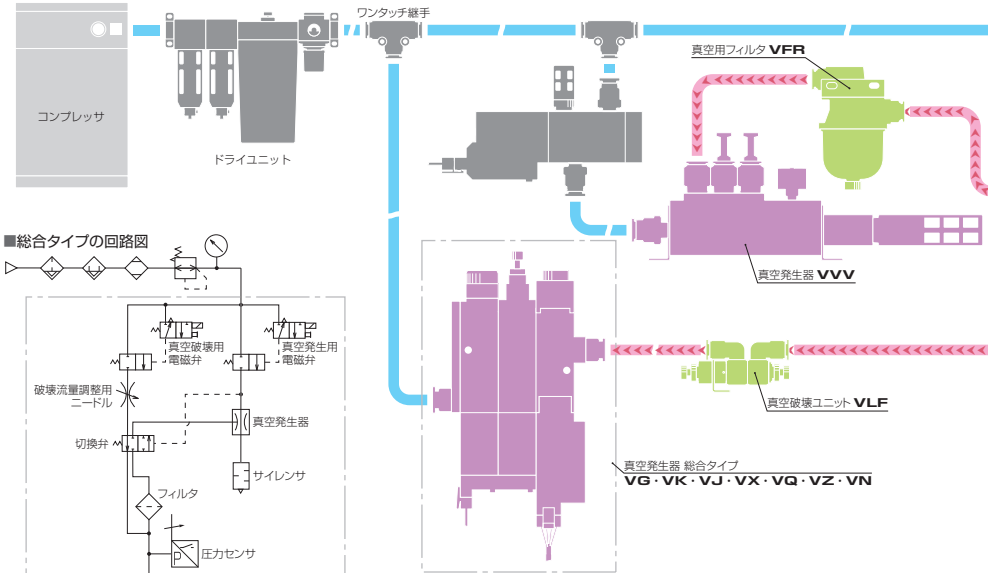 ワンタッチ継手
真空用フィルタ VFR
コンプレッサ
ドライユニット
■総合タイプの回路図
真空発生器 VVV
真空破壊用
電磁弁
真空発生用
電磁弁
破壊流量調整用
ニードル
真空発生器
切換弁
サイレンサ
フィルタ
P
圧力センサ
真空破壊ユニット VLF
真空発生器 総合タイプ
VG・VK・VJ・VX・VQ・VZ・VN